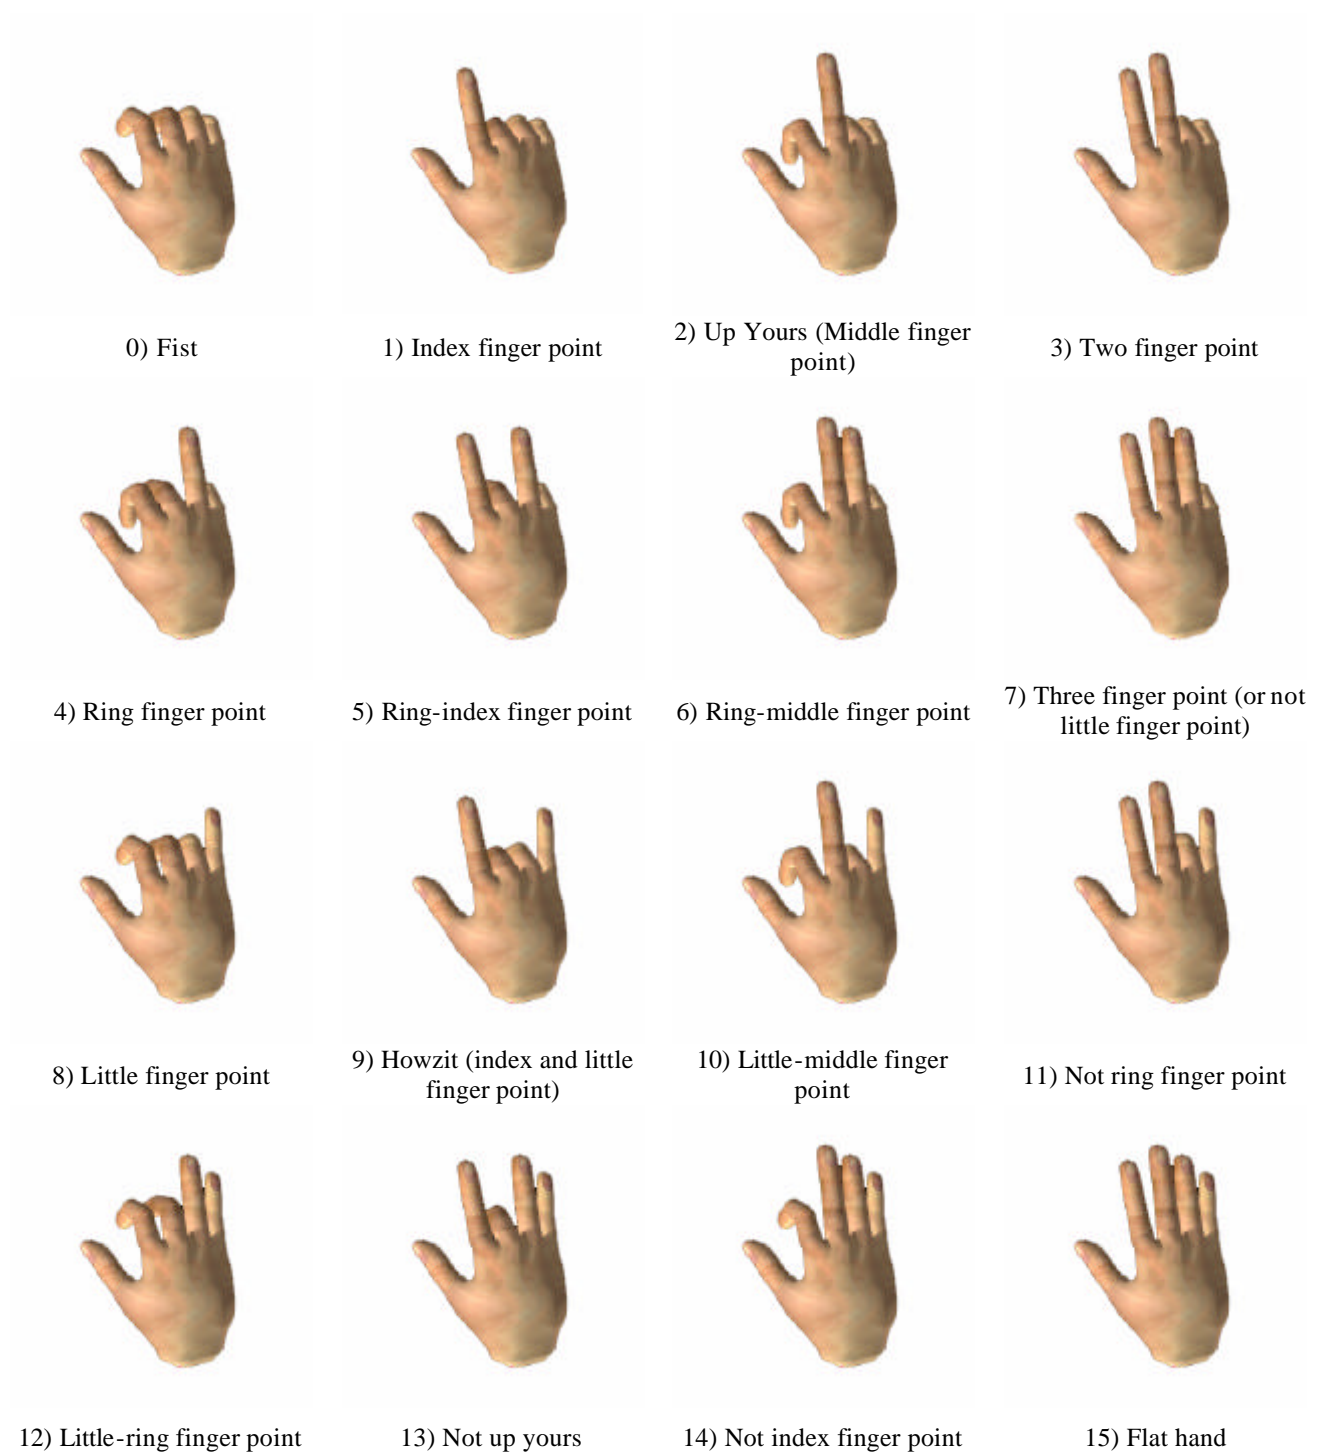 0) Fist
1) Index finger point
2) Up Yours (Middle finger
point)
3) Two finger point
4) Ring finger point
5) Ring-index finger point
6) Ring-middle finger point
7) Three finger point (or not
little finger point)
8) Little finger point
9) Howzit (index and little
finger point)
10) Little-middle finger
point
11) Not ring finger point
12) Little-ring finger point
13) Not up yours
14) Not index finger point
15) Flat hand